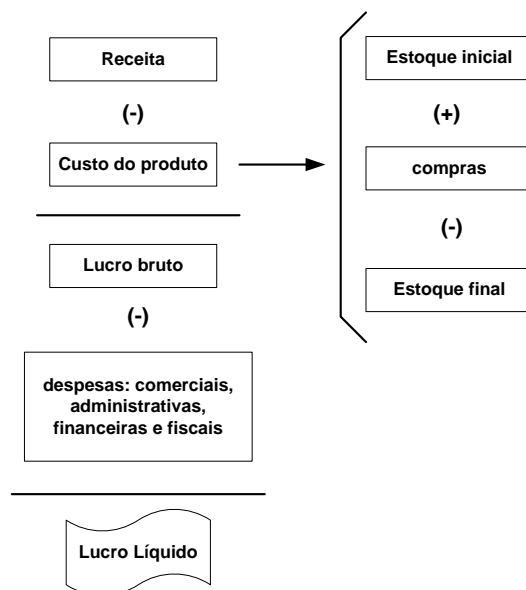 Receita
(-)
Custo do produto
Lucro bruto
(-)
despesas: comerciais,
administrativas,
financeiras e fiscais
Lucro Líquido
Estoque inicial
(+)
compras
(-)
Estoque final